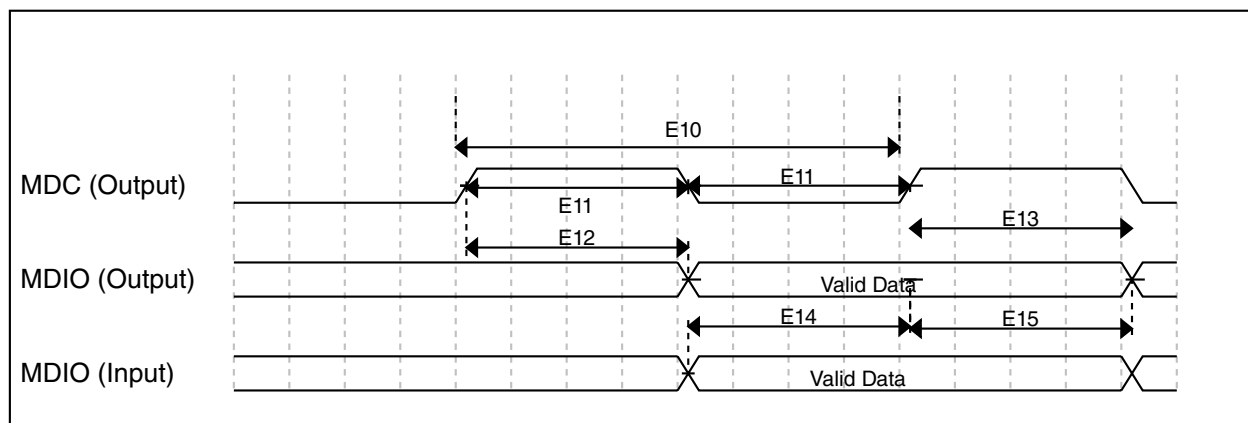 E10
MDC (Output)
E11
E11
E13
E12
MDIO (Output)
Valid Data
E14
E15
MDIO (Input)
Valid Data